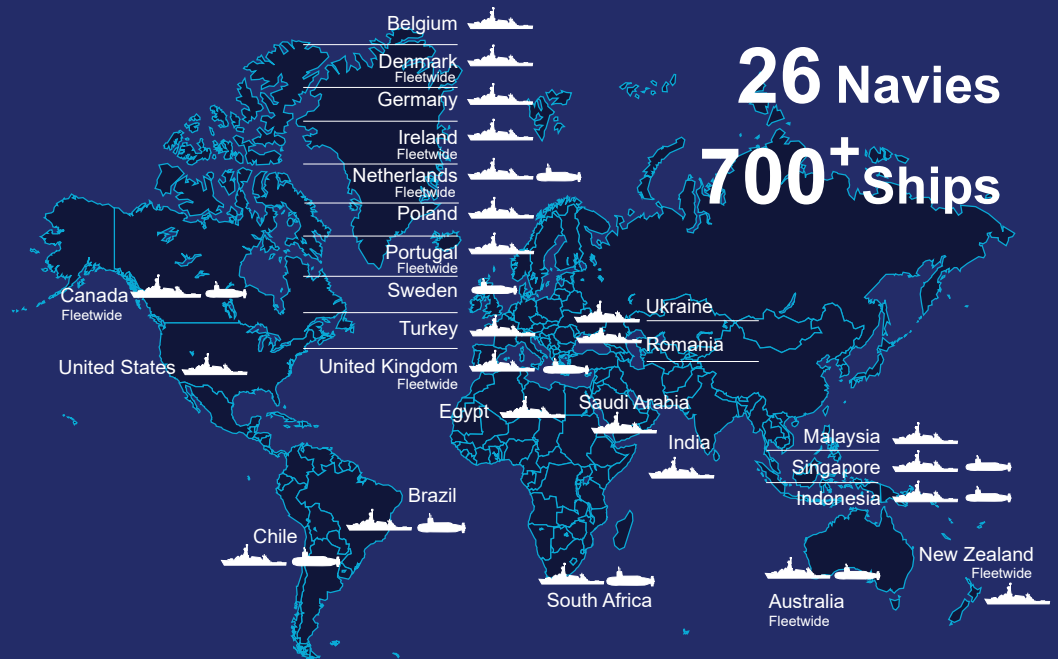 26 Navies
700+ Ships
Belgium
Denmark
Fleetwide
Germany
Ireland
Fleetwide
Netherlands
Fleetwide
Poland
Portugal
Fleetwide
Sweden
Turkey
United Kingdom
Fleetwide
Canada
Fleetwide
United States
Ukraine
Romania
Egypt
Saudi Arabia
India
Malaysia
Singapore
Indonesia
Brazil
Chile
South Africa
Australia
Fleetwide
New Zealand
Fleetwide